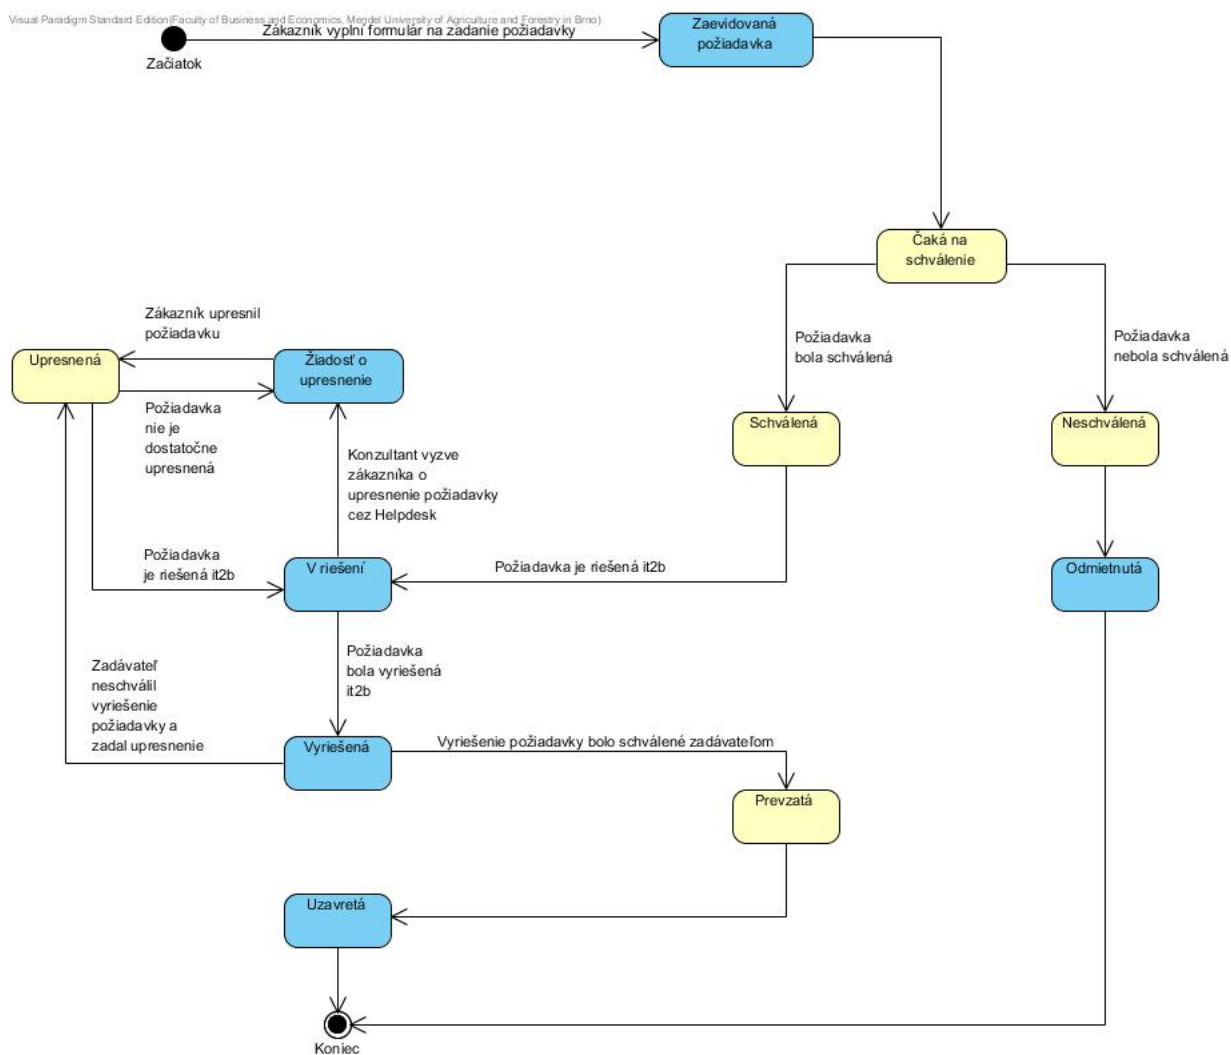 Visual Paradigm Standard Edition(Faculty of Business and Economics, Mendel University of Agriculture and Forestry in Brno)
Zákazník vyplní formulár na zadanie požiadavky
Začiatok
Zaevidovaná
požiadavka
Čaká na
schválenie
Požiadavka
bola schválená
Požiadavka
nebola schválená
Zákazník upresnil
požiadavku
Upresnená
Žiadosť o
upresnenie
Požiadavka
nie je
dostatočne
upresnená
Schválená
Neschválená
Konzultant vyzve
zákazníka o
upresnenie požiadavky
cez Helpdesk
Požiadavka
je riešená it2b
V riešení
Požiadavka je riešená it2b
Odmietnutá
Požiadavka
bola vyriešená
it2b
Zadávateľ
neschválil
vyriešenie
požiadavky a
zadal upresnenie
Vyriešená
Vyriešenie požiadavky bolo schválené zadávateľom
Prevzatá
Uzavretá
Koniec